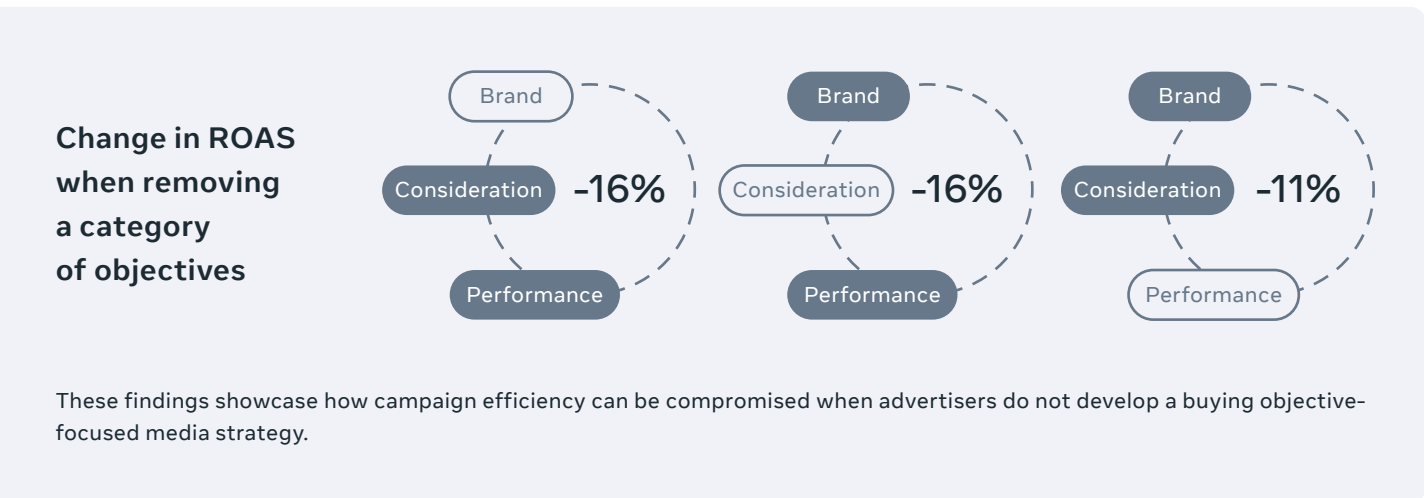 Change in ROAS
when removing
a category
of objectives
Brand
Consideration
-16%
Performance
Brand
Consideration
-16%
Performance
Brand
Consideration
-11%
Performance
These findings showcase how campaign efficiency can be compromised when advertisers do not develop a buying objective-
focused media strategy.